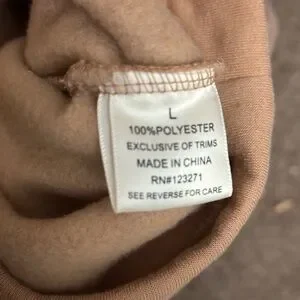 L
100%POLYESTER
EXCLUSIVE OF TRIMS
MADE IN CHINA
RN#123271
SEE REVERSE FOR CARE